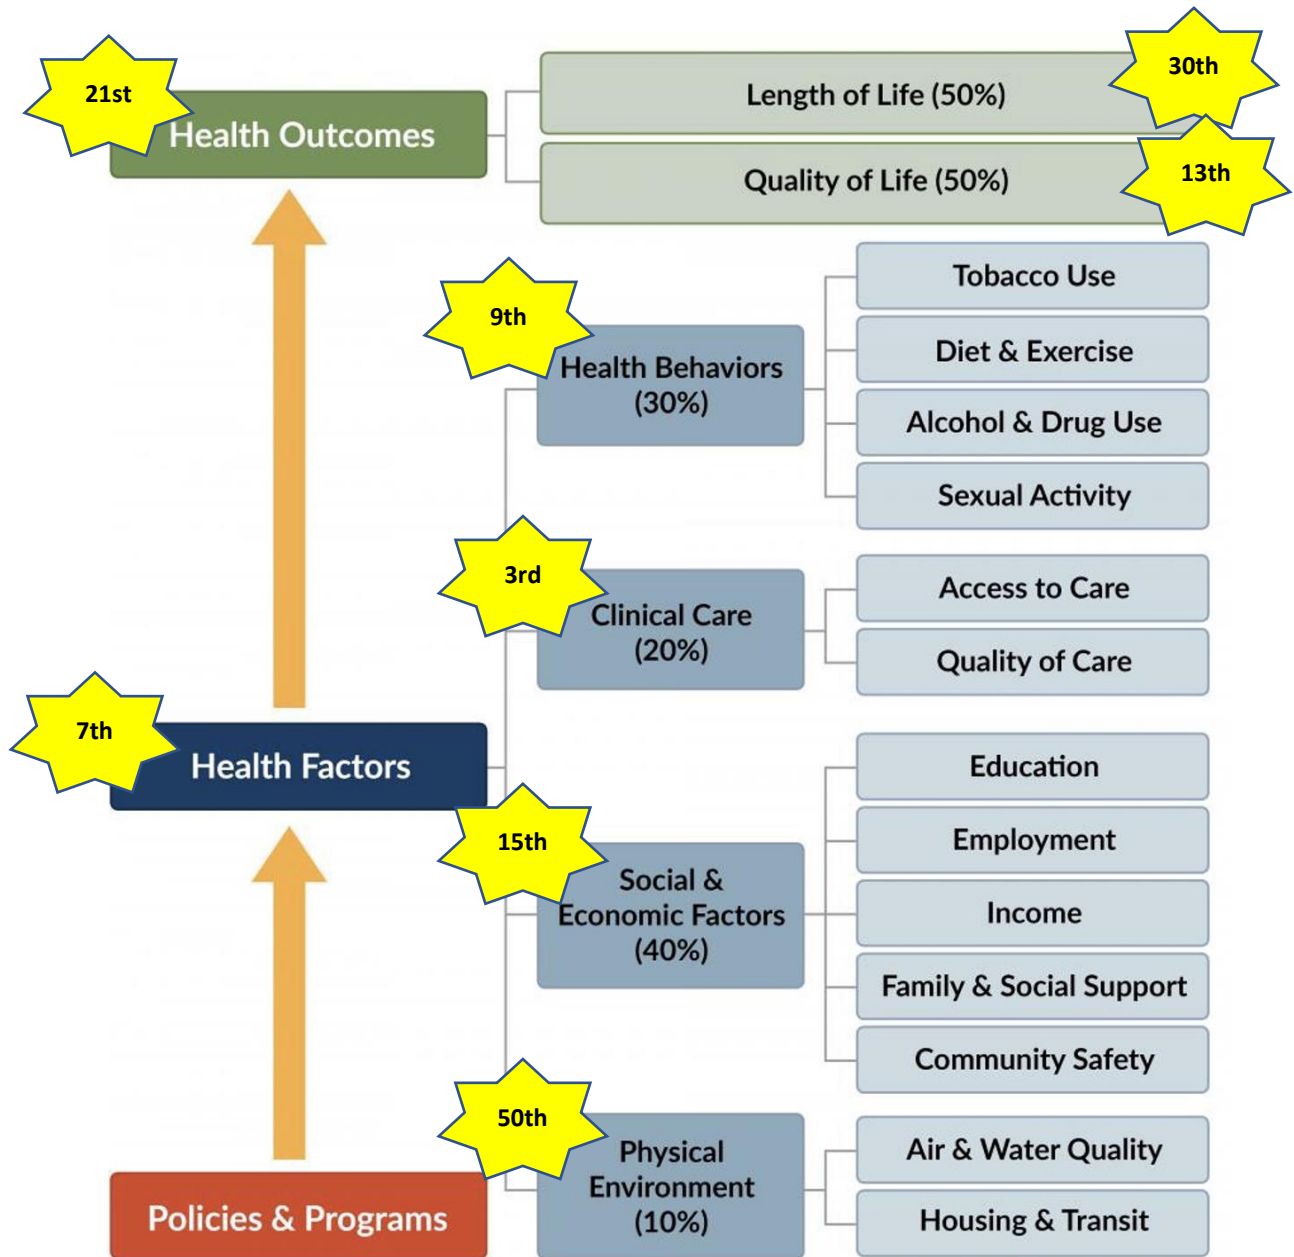 21st
Health Outcomes
Length of Life (50%)
30th
Quality of Life (50%)
13th
9th
Health Behaviors
(30%)
Tobacco Use
Diet & Exercise
Alcohol & Drug Use
Sexual Activity
3rd
Clinical Care
(20%)
Access to Care
Quality of Care
7th
Health Factors
15th
Social &
Economic Factors
(40%)
Education
Employment
Income
Family & Social Support
Community Safety
50th
Physical
Environment
(10%)
Air & Water Quality
Housing & Transit
Policies & Programs